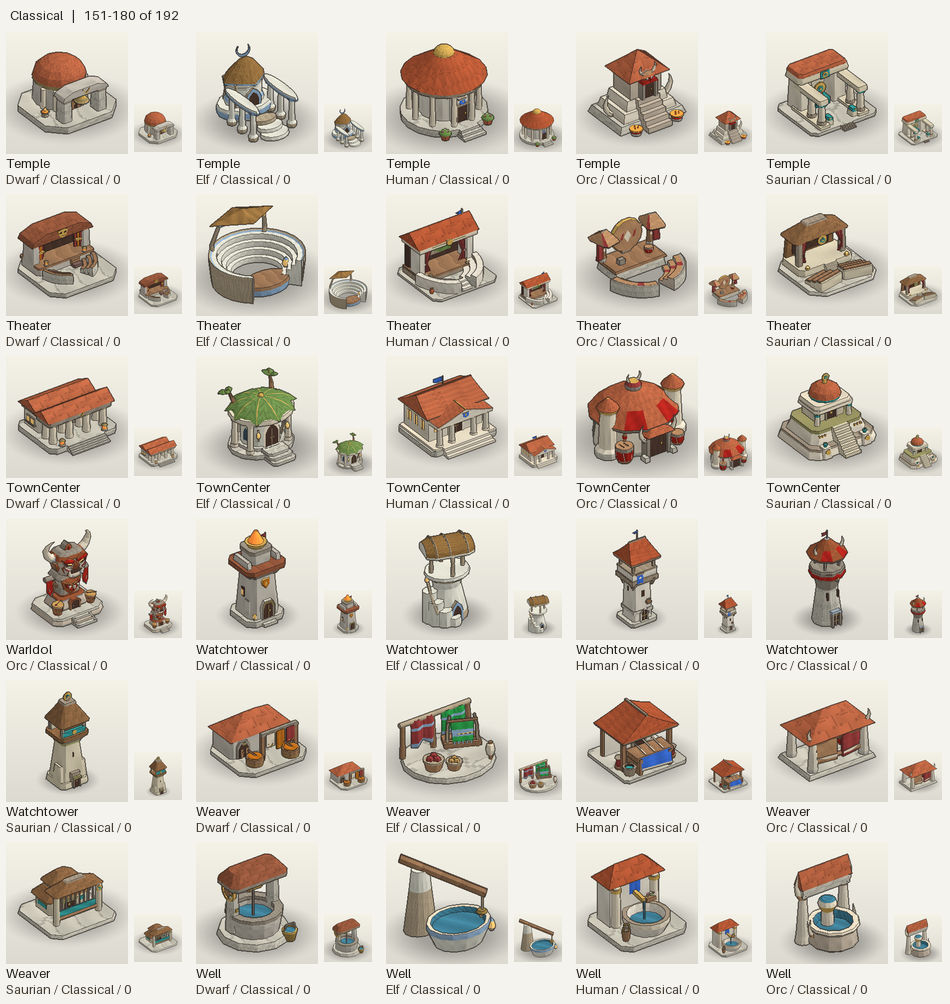 Classical | 151-180 of 192
Temple
Dwarf / Classical / 0
Temple
Elf / Classical / 0
Temple
Human / Classical / 0
Temple
Orc / Classical / 0
Temple
Saurian / Classical / 0
Theater
Dwarf / Classical / 0
Theater
Elf / Classical / 0
Theater
Human / Classical / 0
Theater
Orc / Classical / 0
Theater
Saurian / Classical / 0
TownCenter
Dwarf / Classical / 0
TownCenter
Elf / Classical / 0
TownCenter
Human / Classical / 0
TownCenter
Orc / Classical / 0
TownCenter
Saurian / Classical / 0
WarIdol
Orc / Classical / 0
Watchtower
Dwarf / Classical / 0
Watchtower
Elf / Classical / 0
Watchtower
Human / Classical / 0
Watchtower
Orc / Classical / 0
Watchtower
Saurian / Classical / 0
Weaver
Dwarf / Classical / 0
Weaver
Elf / Classical / 0
Weaver
Human / Classical / 0
Weaver
Orc / Classical / 0
Weaver
Saurian / Classical / 0
Well
Dwarf / Classical / 0
Well
Elf / Classical / 0
Well
Human / Classical / 0
Well
Orc / Classical / 0